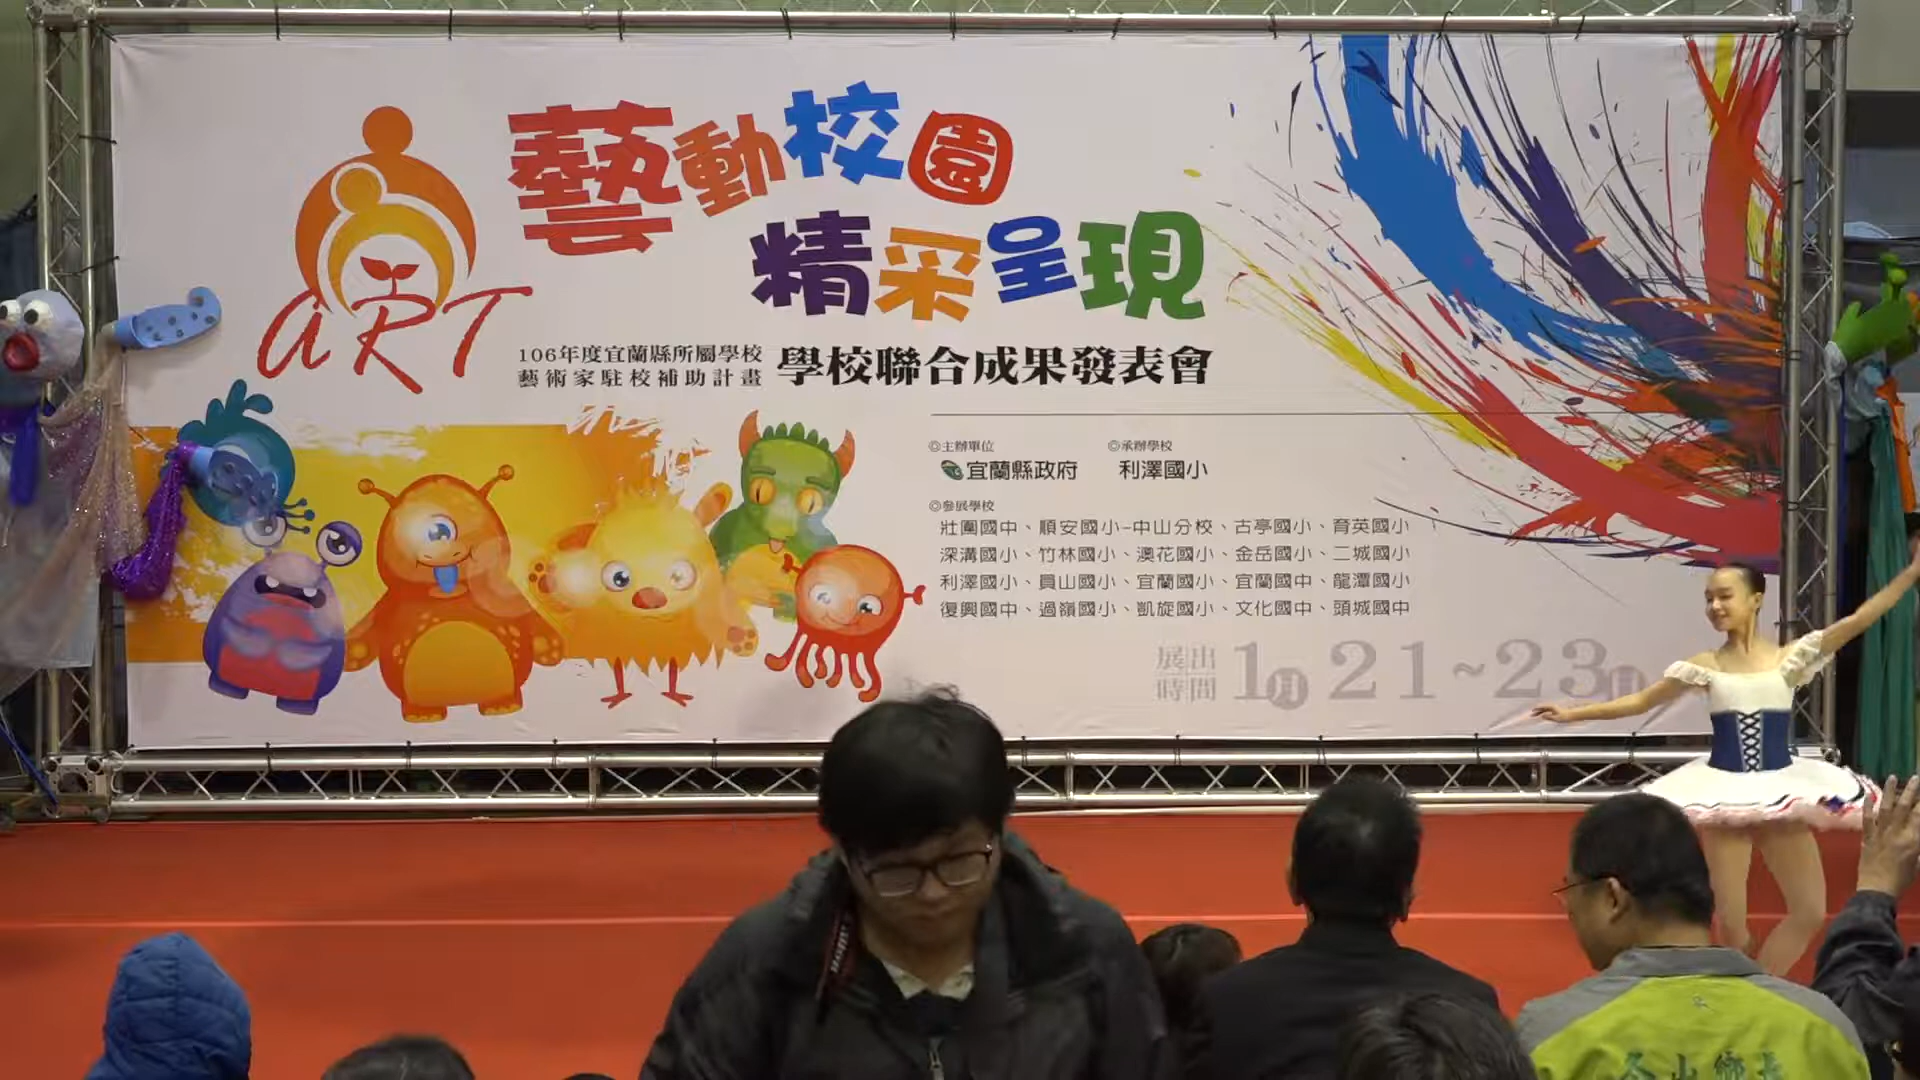 藝動校園
精采呈現
ART
106年度宜蘭縣所屬學校
藝術家駐校補助計畫
學校聯合成果發表會
◎主辦單位
宜蘭縣政府
◎承辦學校
利澤國小
◎參展學校
壯圍國中、順安國小-中山分校、古亭國小、育英國小
深溝國小、竹林國小、澳花國小、金岳國小、二城國小
利澤國小、員山國小、宜蘭國小、宜蘭國中、龍潭國小
復興國中、過嶺國小、凱旋國小、文化國中、頭城國中
展出時間 1月21~23日
冬山鄉長